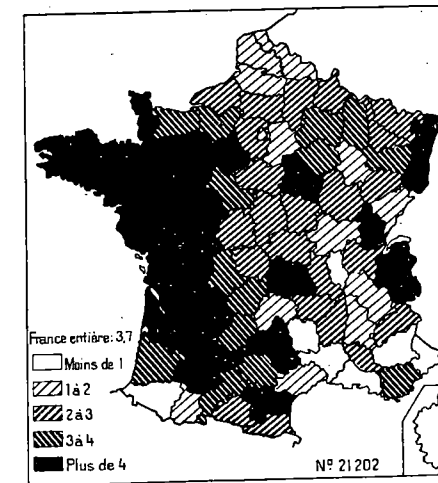 France entière: 3,7
Moins de 1
1 à 2
2 à 3
3 à 4
Plus de 4
Nº 21202